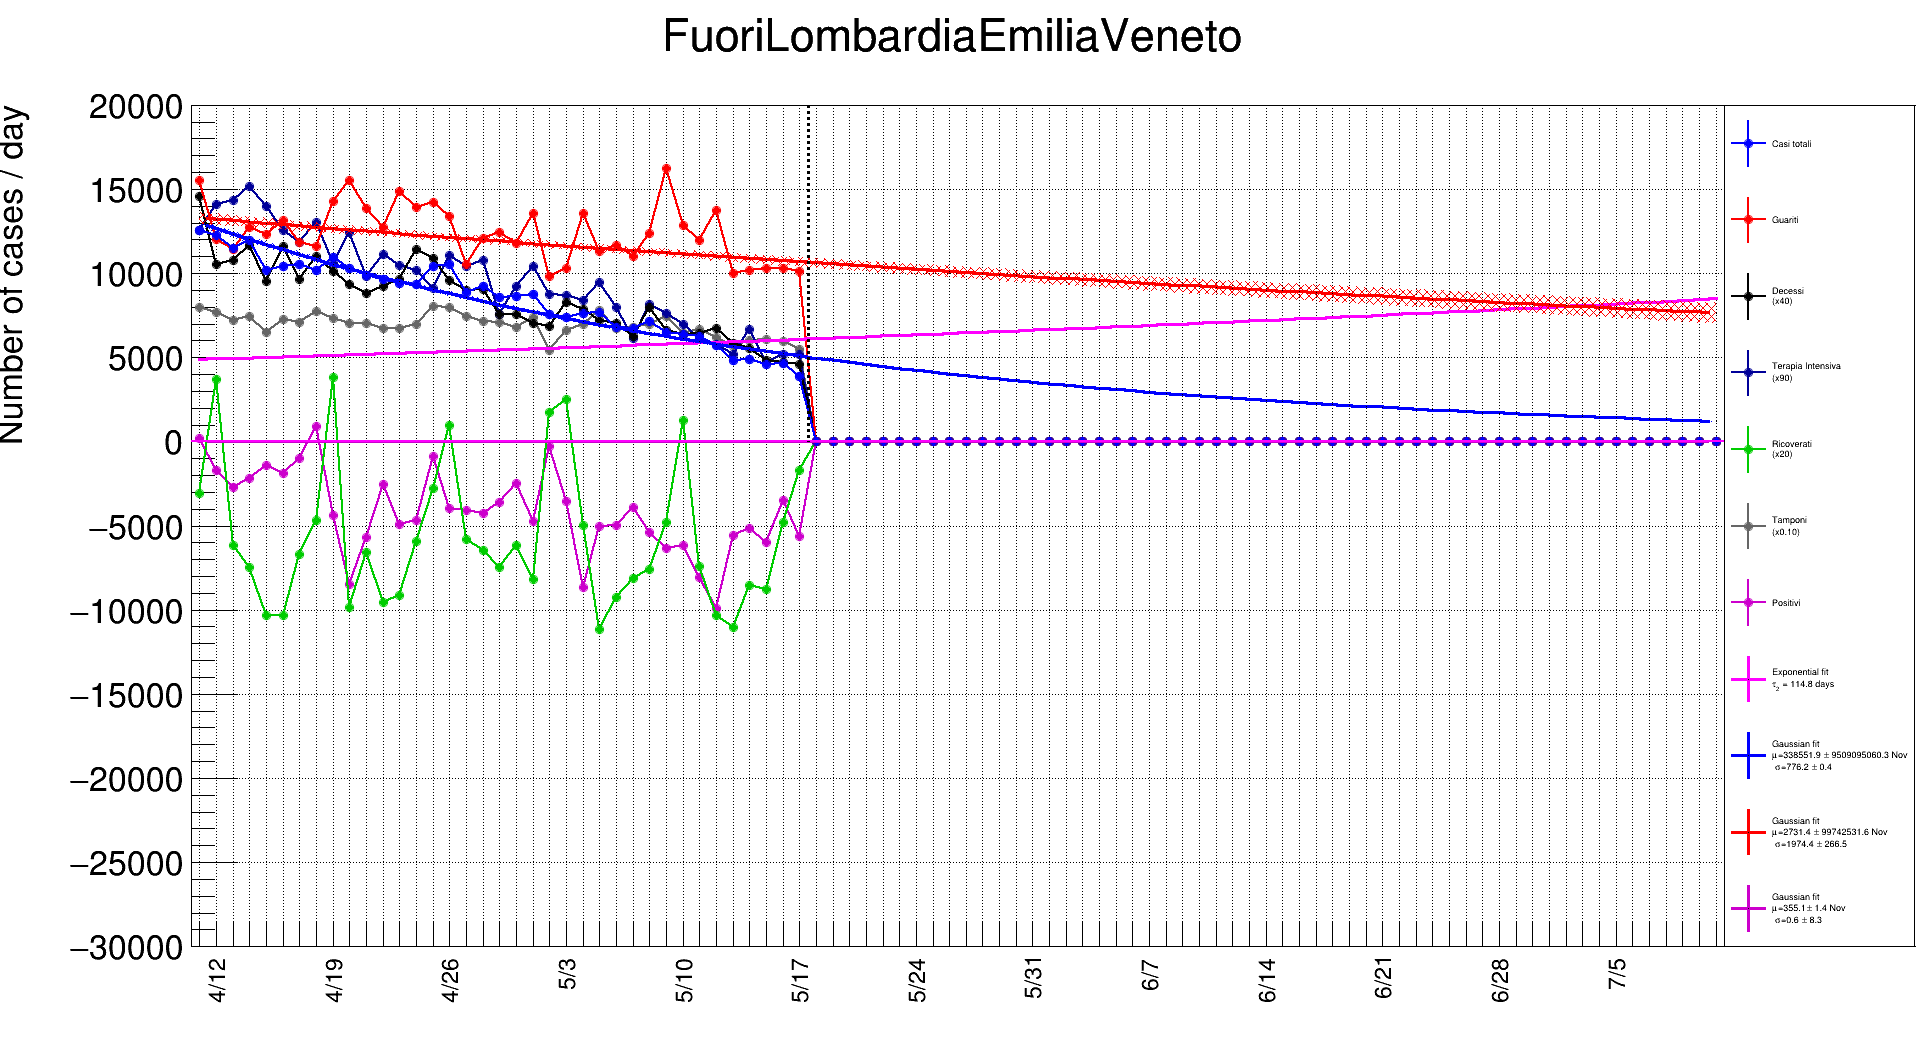 FuoriLombardiaEmiliaVeneto
Number of cases / day
20000
15000
10000
5000
0
−5000
−10000
−15000
−20000
−25000
−30000
4/12
4/19
4/26
5/3
5/10
5/17
5/24
5/31
6/7
6/14
6/21
6/28
7/5
Casi totali
Guariti
Decessi
(x40)
Terapia Intensiva
(x90)
Ricoverati
(x20)
Tamponi
(x0.10)
Positivi
Exponential fit
τ2 = 114.8 days
Gaussian fit
μ=338551.9 ± 9509095060.3 Nov
σ=776.2 ± 0.4
Gaussian fit
μ=2731.4 ± 99742531.6 Nov
σ=1974.4 ± 266.5
Gaussian fit
μ=355.1 ± 1.4 Nov
σ=0.6 ± 8.3